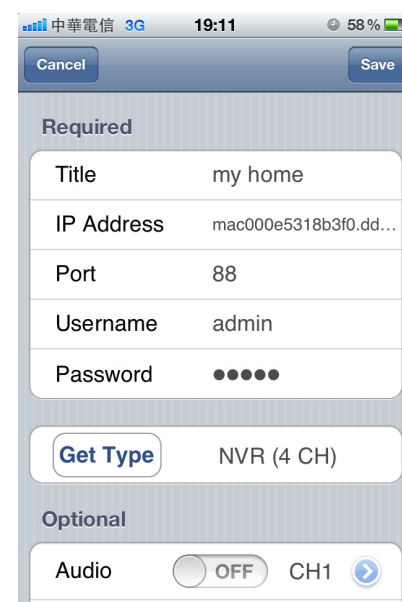 中華電信 3G 19:11 58%
Cancel Save
Required
Title my home
IP Address mac000e5318b3f0.dd...
Port 88
Username admin
Password ●●●●●
Get Type NVR (4 CH)
Optional
Audio OFF CH1